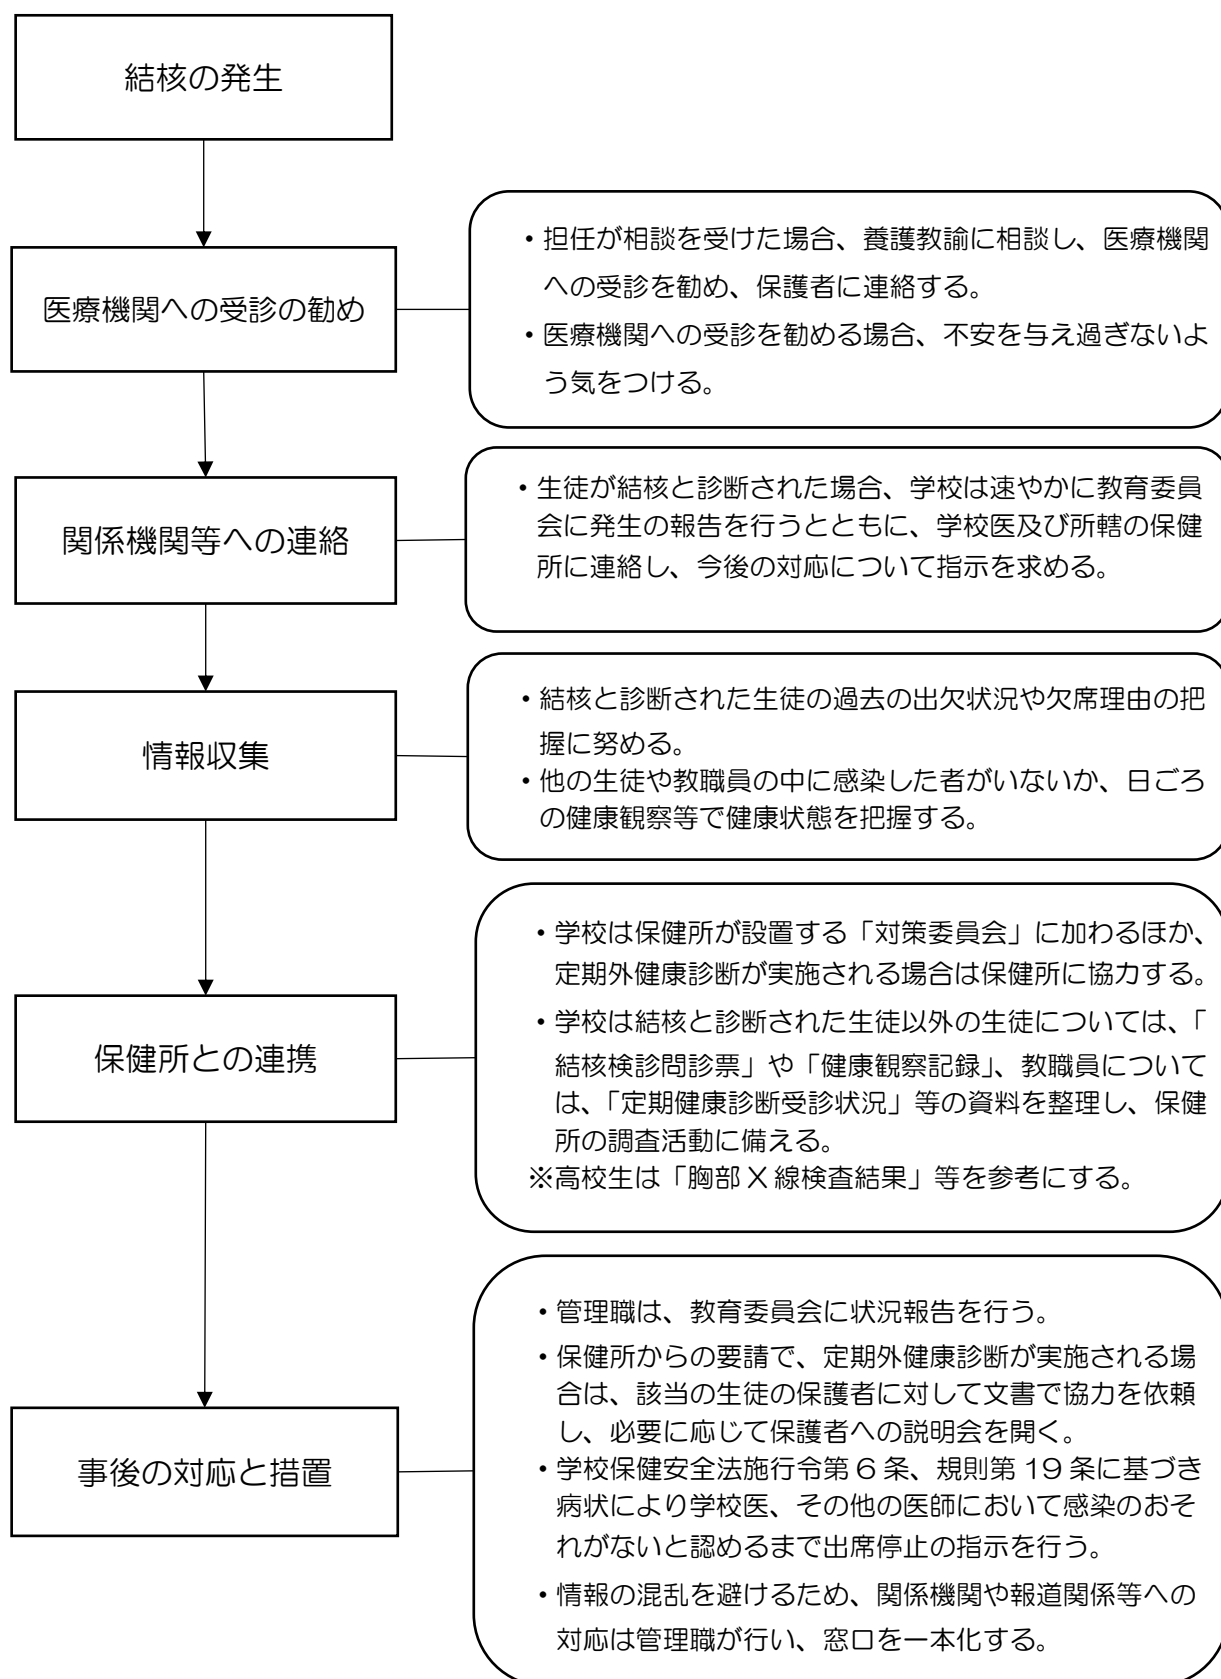 結核の発生
医療機関への受診の勧め
・担任が相談を受けた場合、養護教諭に相談し、医療機関
への受診を勧め、保護者に連絡する。
・医療機関への受診を勧める場合、不安を与え過ぎないよ
う気をつける。
関係機関等への連絡
・生徒が結核と診断された場合、学校は速やかに教育委員
会に発生の報告を行うとともに、学校医及び所轄の保健
所に連絡し、今後の対応について指示を求める。
情報収集
・結核と診断された生徒の過去の出欠状況や欠席理由の把
握に努める。
・他の生徒や教職員の中に感染した者がいないか、日ごろ
の健康観察等で健康状態を把握する。
保健所との連携
・学校は保健所が設置する「対策委員会」に加わるほか、
定期外健康診断が実施される場合は保健所に協力する。
・学校は結核と診断された生徒以外の生徒については、「
結核検診問診票」や「健康観察記録」、教職員について
は、「定期健康診断受診状況」等の資料を整理し、保健
所の調査活動に備える。
※高校生は「胸部X線検査結果」等を参考にする。
事後の対応と措置
・管理職は、教育委員会に状況報告を行う。
・保健所からの要請で、定期外健康診断が実施される場
合は、該当の生徒の保護者に対して文書で協力を依頼
し、必要に応じて保護者への説明会を開く。
・学校保健安全法施行令第6条、規則第19条に基づき
病状により学校医、その他の医師において感染のおそ
れがないと認めるまで出席停止の指示を行う。
・情報の混乱を避けるため、関係機関や報道関係等への
対応は管理職が行い、窓口を一本化する。